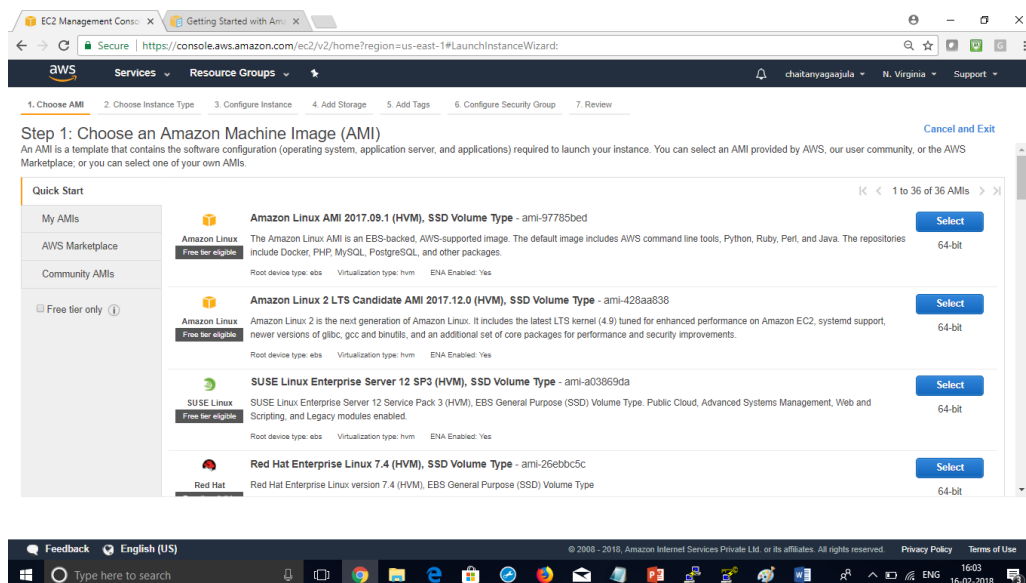 EC2 Management Conso
Getting Started with Ama
Secure https://console.aws.amazon.com/ec2/v2/home?region=us-east-1#LaunchInstanceWizard:
aws Services Resource Groups chaitanyagaajula N. Virginia Support
1. Choose AMI 2. Choose Instance Type 3. Configure Instance 4. Add Storage 5. Add Tags 6. Configure Security Group 7. Review
Step 1: Choose an Amazon Machine Image (AMI)
Cancel and Exit
An AMI is a template that contains the software configuration (operating system, application server, and applications) required to launch your instance. You can select an AMI provided by AWS, our user community, or the AWS
Marketplace; or you can select one of your own AMIs.
Quick Start
1 to 36 of 36 AMIs
My AMIs
AWS Marketplace
Community AMIs
Free tier only
Amazon Linux
Free tier eligible
Amazon Linux AMI 2017.09.1 (HVM), SSD Volume Type - ami-97785bed
The Amazon Linux AMI is an EBS-backed, AWS-supported image. The default image includes AWS command line tools, Python, Ruby, Perl, and Java. The repositories
include Docker, PHP, MySQL, PostgreSQL, and other packages.
Root device type: ebs Virtualization type: hvm ENA Enabled: Yes
Select
64-bit
Amazon Linux
Free tier eligible
Amazon Linux 2 LTS Candidate AMI 2017.12.0 (HVM), SSD Volume Type - ami-428aa838
Amazon Linux 2 is the next generation of Amazon Linux. It includes the latest LTS kernel (4.9) tuned for enhanced performance on Amazon EC2, systemd support,
newer versions of glibc, gcc and binutils, and an additional set of core packages for performance and security improvements.
Root device type: ebs Virtualization type: hvm ENA Enabled: Yes
Select
64-bit
SUSE Linux
Free tier eligible
SUSE Linux Enterprise Server 12 SP3 (HVM), SSD Volume Type - ami-a03869da
SUSE Linux Enterprise Server 12 Service Pack 3 (HVM), EBS General Purpose (SSD) Volume Type. Public Cloud, Advanced Systems Management, Web and
Scripting, and Legacy modules enabled.
Root device type: ebs Virtualization type: hvm ENA Enabled: Yes
Select
64-bit
Red Hat
Red Hat Enterprise Linux 7.4 (HVM), SSD Volume Type - ami-26ebbc5c
Red Hat Enterprise Linux version 7.4 (HVM), EBS General Purpose (SSD) Volume Type
Select
64-bit
Feedback English (US) © 2008 - 2018, Amazon Internet Services Private Ltd. or its affiliates. All rights reserved. Privacy Policy Terms of Use
Type here to search
ENG
16:03
16-02-2018